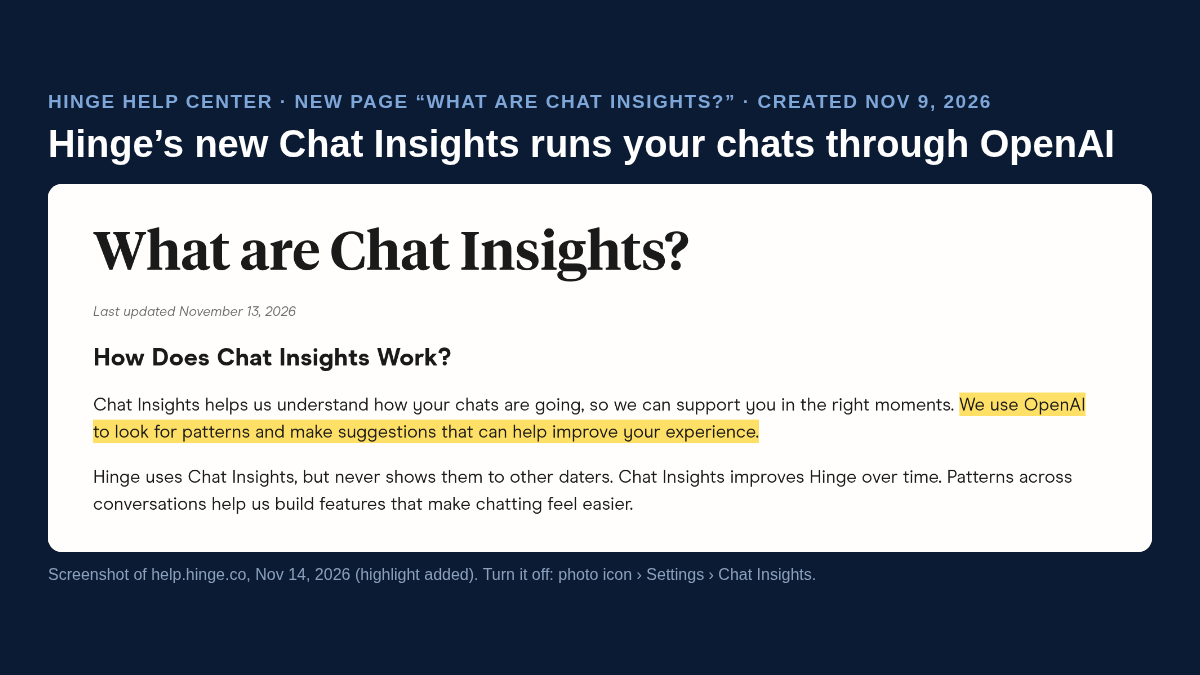 HINGE HELP CENTER · NEW PAGE “WHAT ARE CHAT INSIGHTS?” · CREATED NOV 9, 2026
Hinge’s new Chat Insights runs your chats through OpenAI
What are Chat Insights?
Last updated November 13, 2026
How Does Chat Insights Work?
Chat Insights helps us understand how your chats are going, so we can support you in the right moments. We use OpenAI
to look for patterns and make suggestions that can help improve your experience.
Hinge uses Chat Insights, but never shows them to other daters. Chat Insights improves Hinge over time. Patterns across
conversations help us build features that make chatting feel easier.
Screenshot of help.hinge.co, Nov 14, 2026 (highlight added). Turn it off: photo icon › Settings › Chat Insights.